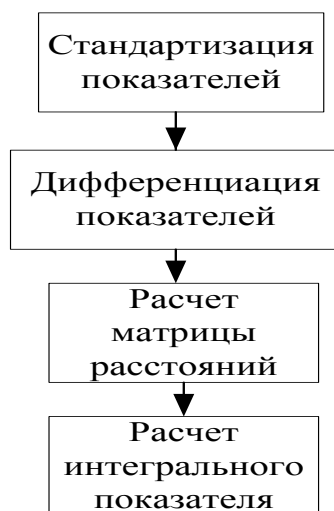 Стандартизация
показателей
Дифференциация
показателей
Расчет
матрицы
расстояний
Расчет
интегрального
показателя